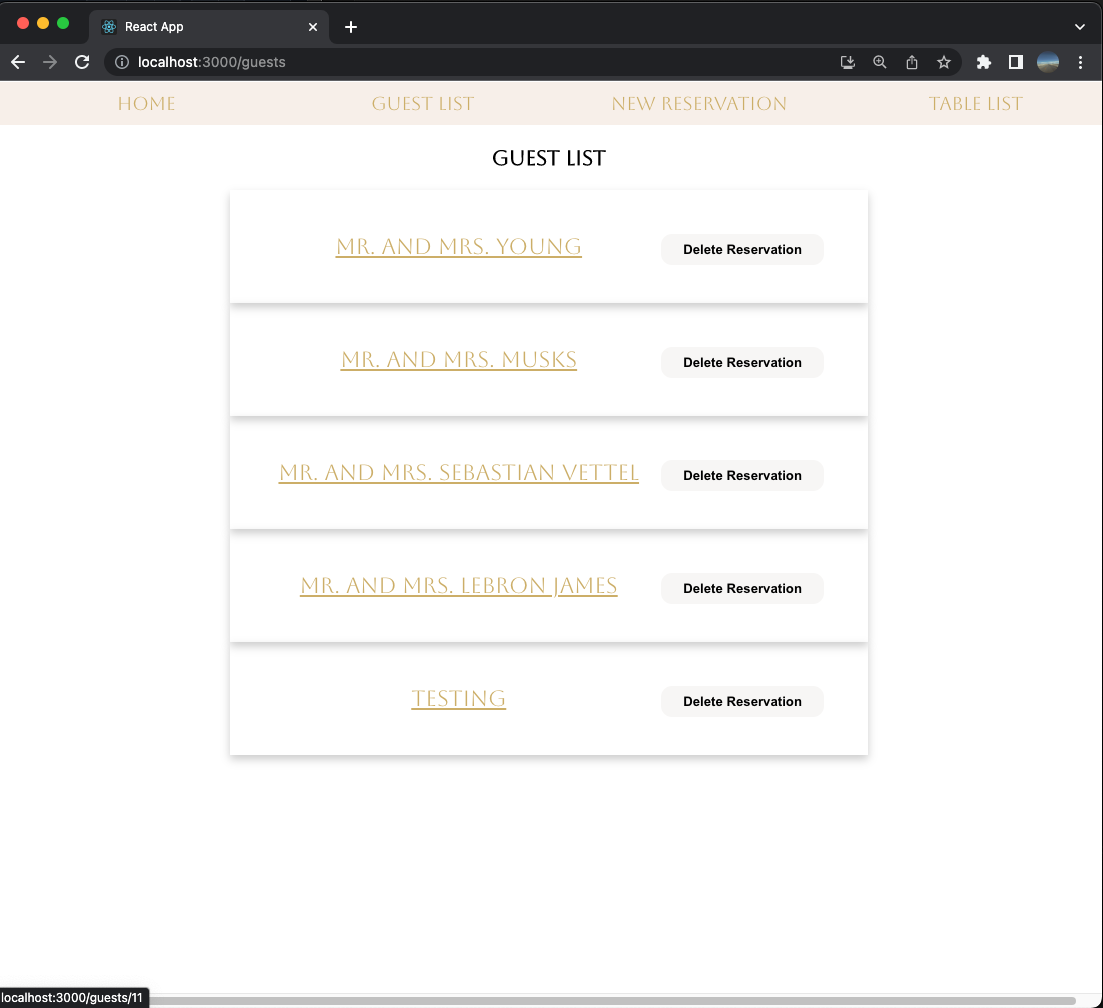 React App
localhost:3000/guests
HOME GUEST LIST NEW RESERVATION TABLE LIST
GUEST LIST
MR. AND MRS. YOUNG Delete Reservation
MR. AND MRS. MUSKS Delete Reservation
MR. AND MRS. SEBASTIAN VETTEL Delete Reservation
MR. AND MRS. LEBRON JAMES Delete Reservation
TESTING Delete Reservation
localhost:3000/guests/11